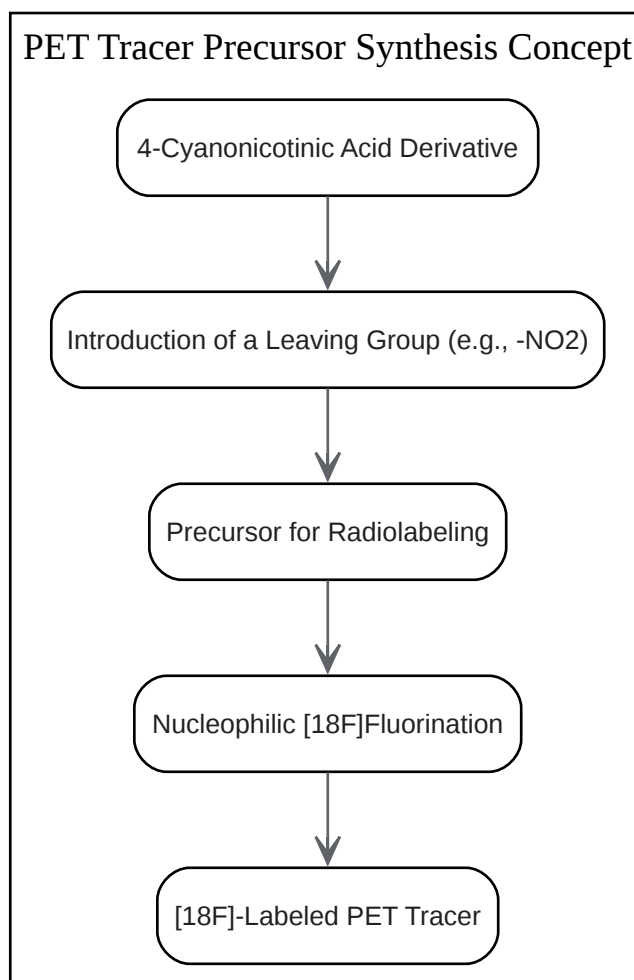 PET Tracer Precursor Synthesis Concept
4-Cyanonicotinic Acid Derivative
Introduction of a Leaving Group (e.g., -NO2)
Precursor for Radiolabeling
Nucleophilic [18F]Fluorination
[18F]-Labeled PET Tracer